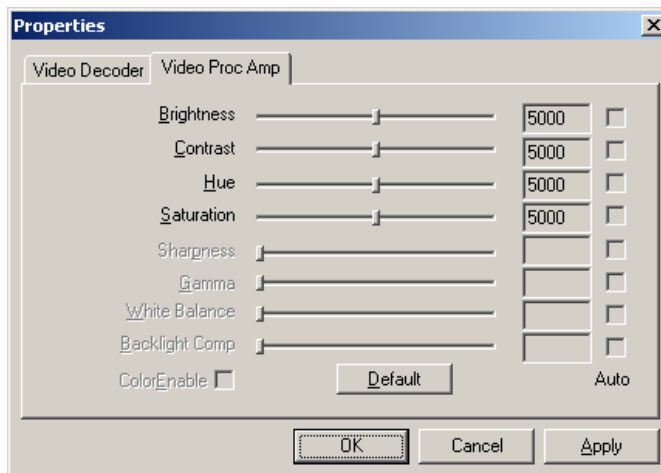 Properties
Video Decoder Video Proc Amp
Brightness 5000
Contrast 5000
Hue 5000
Saturation 5000
Sharpness
Gamma
White Balance
Backlight Comp
ColorEnable Default Auto
OK Cancel Apply